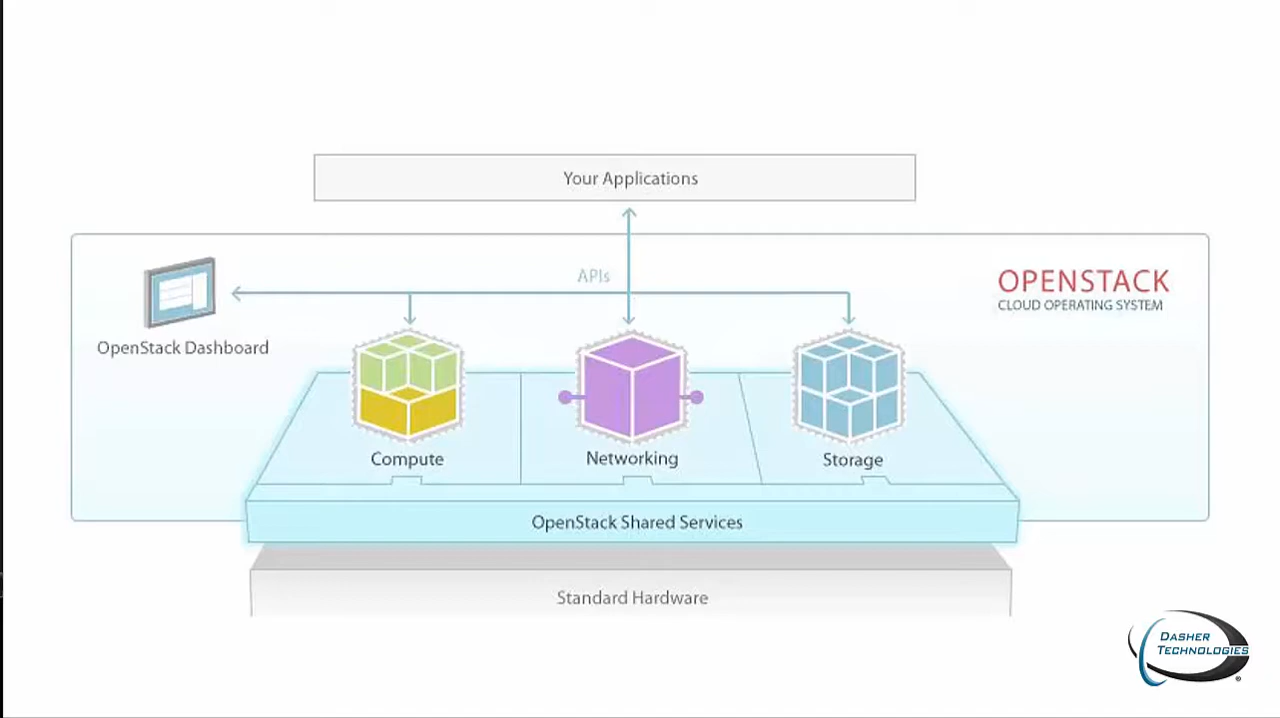 Your Applications
APIs
OPENSTACK
CLOUD OPERATING SYSTEM
OpenStack Dashboard
Compute
Networking
Storage
OpenStack Shared Services
Standard Hardware
DASHER
TECHNOLOGIES
®